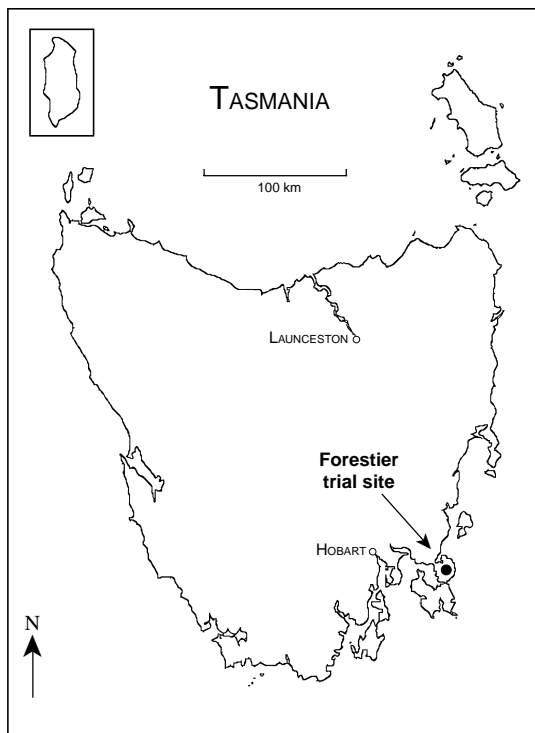 TASMANIA
100 km
LAUNCESTON
Forestier
trial site
HOBART
N